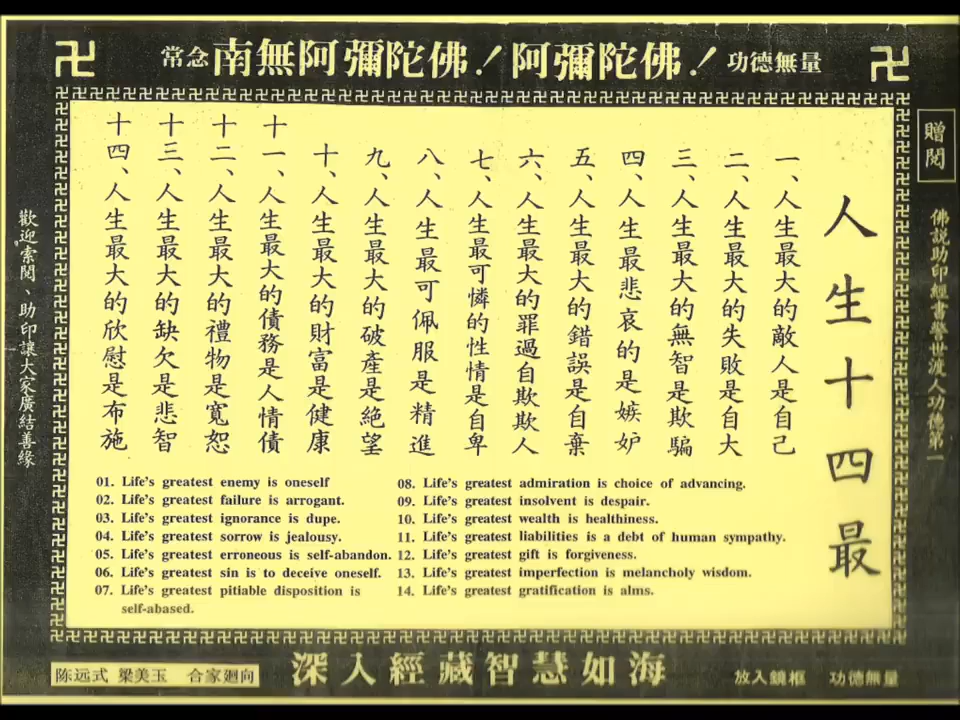 常念 南無阿彌陀佛！阿彌陀佛！ 功德無量
贈閱
佛說助印經書警世渡人功德第一
人生十四最
一、人生最大的敵人是自己
二、人生最大的失敗是自大
三、人生最大的無智是欺騙
四、人生最悲哀的是嫉妒
五、人生最大的錯誤是自棄
六、人生最大的罪過自欺欺人
七、人生最可憐的性情是自卑
八、人生最可佩服是精進
九、人生最大的破產是絕望
十、人生最大的財富是健康
十一、人生最大的債務是人情債
十二、人生最大的禮物是寬恕
十三、人生最大的缺欠是悲智
十四、人生最大的欣慰是布施
歡迎索閱、助印讓大家廣結善緣
01. Life's greatest enemy is oneself
02. Life's greatest failure is arrogant.
03. Life's greatest ignorance is dupe.
04. Life's greatest sorrow is jealousy.
05. Life's greatest erroneous is self-abandon.
06. Life's greatest sin is to deceive oneself.
07. Life's greatest pitiable disposition is
self-abased.
08. Life's greatest admiration is choice of advancing.
09. Life's greatest insolvent is despair.
10. Life's greatest wealth is healthiness.
11. Life's greatest liabilities is a debt of human sympathy.
12. Life's greatest gift is forgiveness.
13. Life's greatest imperfection is melancholy wisdom.
14. Life's greatest gratification is alms.
陈远式 梁美玉 合家廻向
深入經藏智慧如海
放入鏡框 功德無量